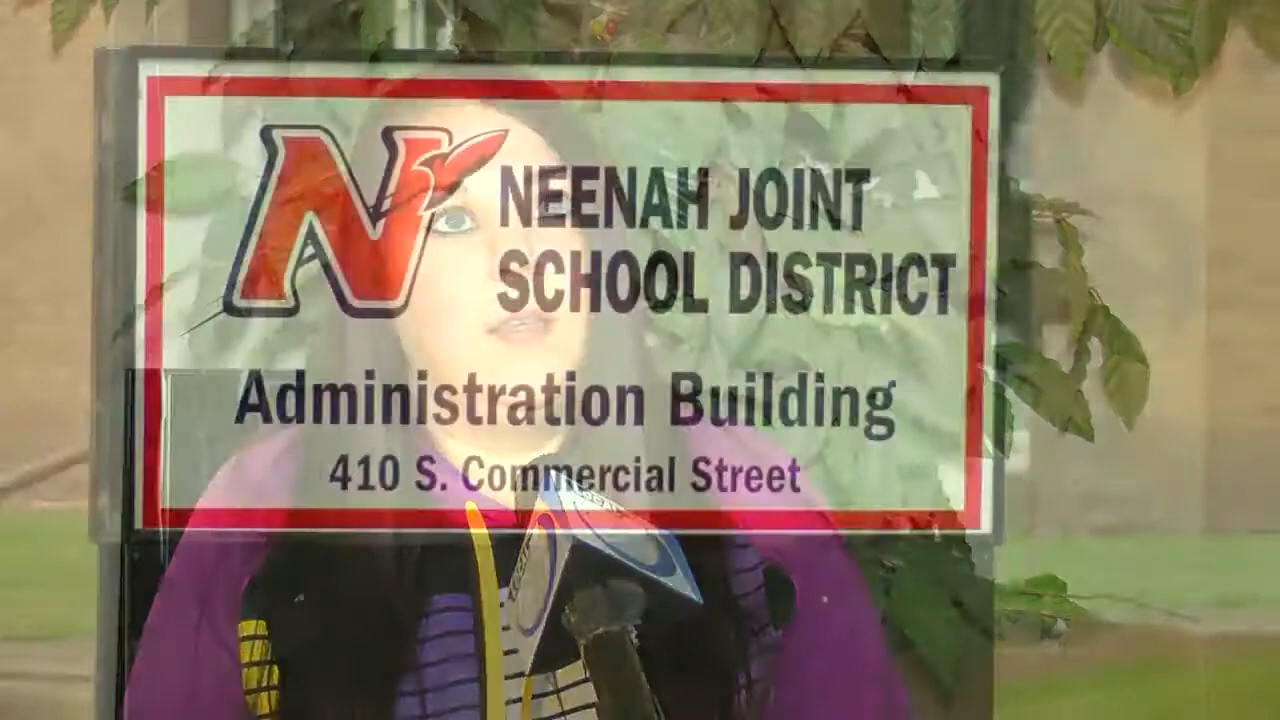 N
NEENAH JOINT
SCHOOL DISTRICT
Administration Building
410 S. Commercial Street